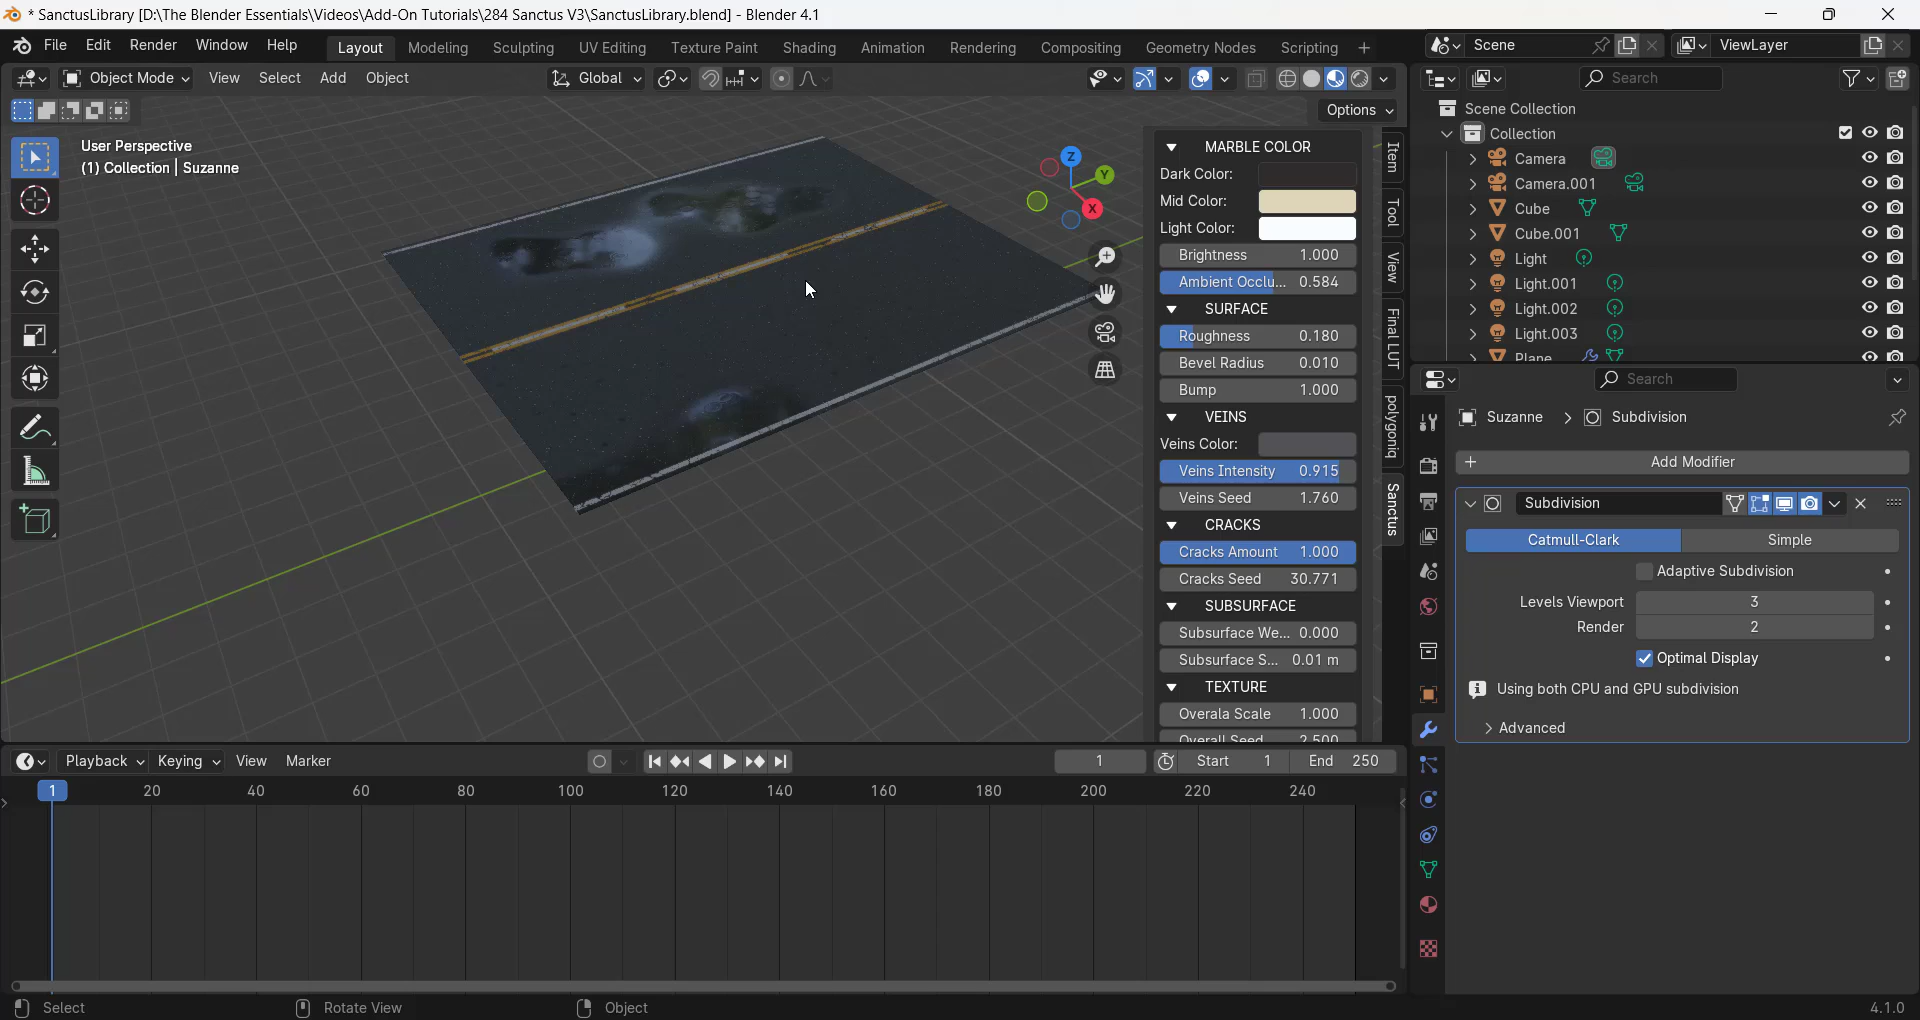 * SanctusLibrary [D:\The Blender Essentials\Videos\Add-On Tutorials\284 Sanctus V3\SanctusLibrary.blend] - Blender 4.1
File Edit Render Window Help Layout Modeling Sculpting UV Editing Texture Paint Shading Animation Rendering Compositing Geometry Nodes Scripting + Scene ViewLayer
Object Mode View Select Add Object Global Search
Options
User Perspective
(1) Collection | Suzanne
Z
Y
X
MARBLE COLOR
Dark Color:
Mid Color:
Light Color:
Brightness 1.000
Ambient Occlu... 0.584
SURFACE
Roughness 0.180
Bevel Radius 0.010
Bump 1.000
VEINS
Veins Color:
Veins Intensity 0.915
Veins Seed 1.760
CRACKS
Cracks Amount 1.000
Cracks Seed 30.771
SUBSURFACE
Subsurface We... 0.000
Subsurface S... 0.01 m
TEXTURE
Overala Scale 1.000
Overall Seed 2.500
Item
Tool
View
Final LUT
polygoniq
Sanctus
Scene Collection
Collection
Camera
Camera.001
Cube
Cube.001
Light
Light.001
Light.002
Light.003
Plane
Search
Suzanne > Subdivision
+ Add Modifier
Subdivision
Catmull-Clark Simple
Adaptive Subdivision
Levels Viewport 3
Render 2
Optimal Display
Using both CPU and GPU subdivision
Advanced
Playback Keying View Marker 1 Start 1 End 250
1 20 40 60 80 100 120 140 160 180 200 220 240
Select Rotate View Object 4.1.0